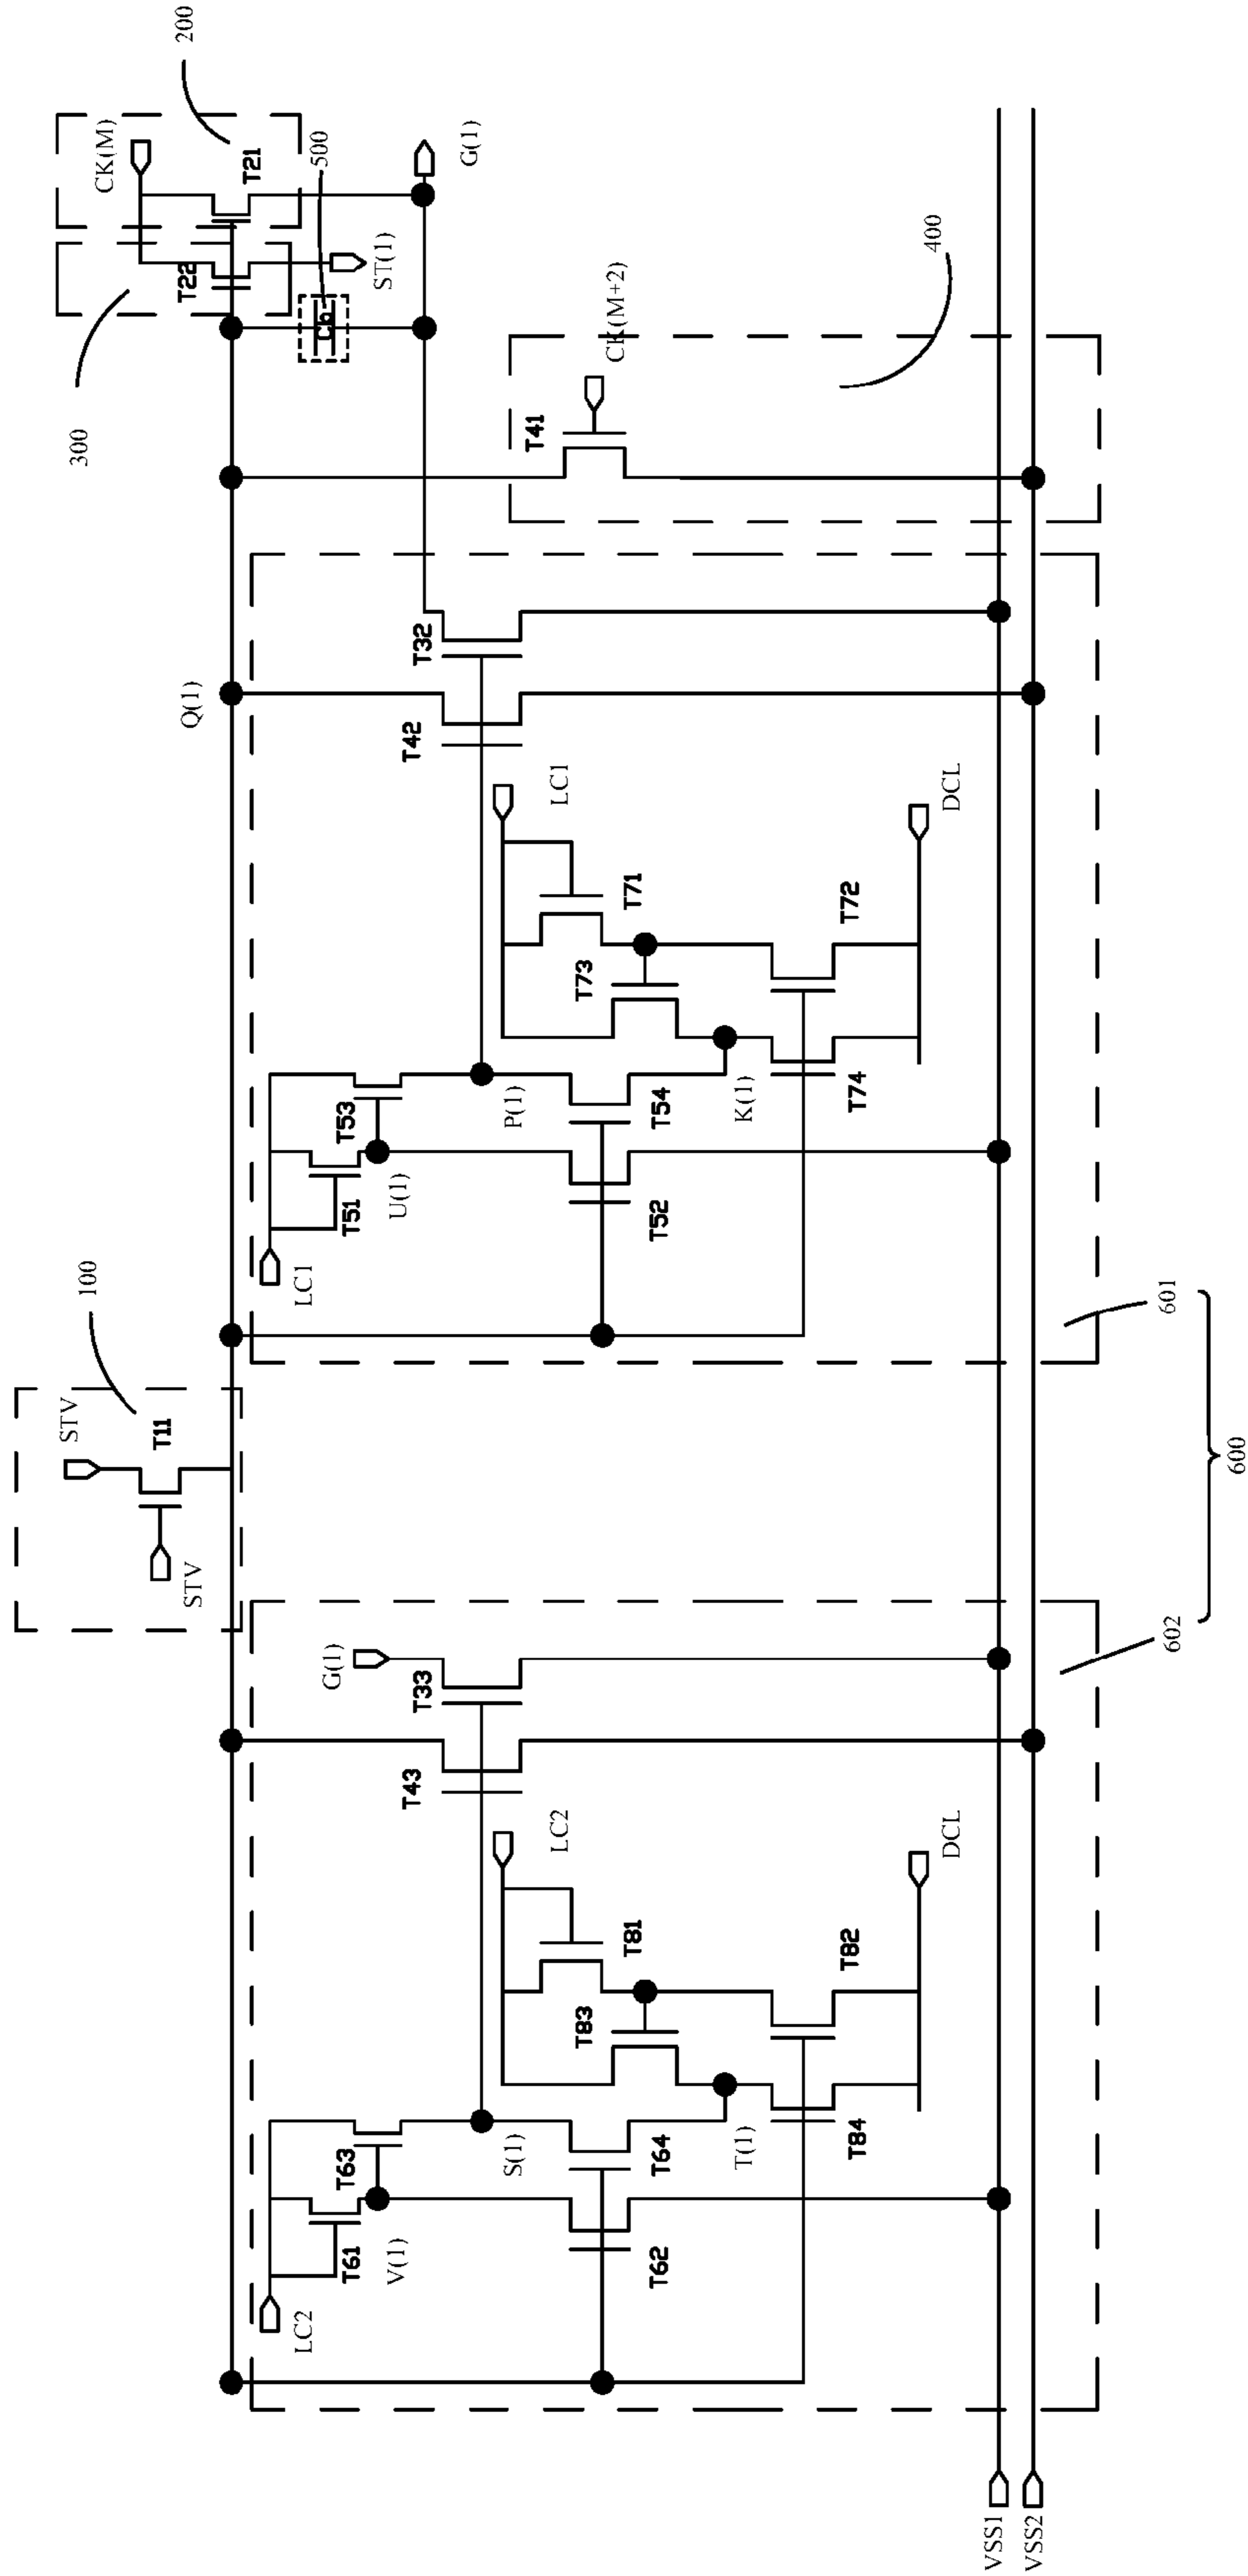 200
CK(M)
T21
500
G(1)
T22
ST(1)
Cb
300
400
CK(M+2)
T41
Q(1)
T32
T42
LC1
DCL
T71
T72
T73
T74
K(1)
P(1)
T54
T53
T52
U(1)
T51
LC1
100
STV
T11
STV
601
600
602
G(1)
T33
T43
LC2
DCL
T81
T82
T83
T84
T(1)
S(1)
T64
T63
T62
V(1)
T61
LC2
VSS1
VSS2